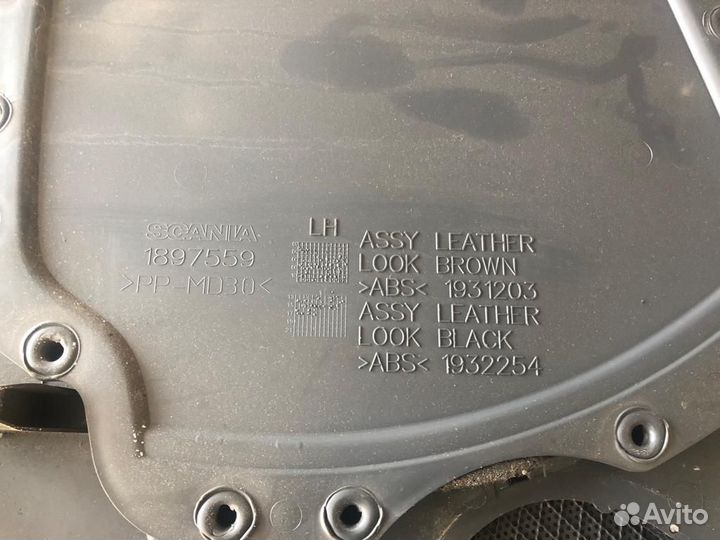 SCANIA
1897559
>PP-MD30<
LH
ASSY LEATHER
LOOK BROWN
>ABS< 1931203
ASSY LEATHER
LOOK BLACK
>ABS< 1932254
Avito